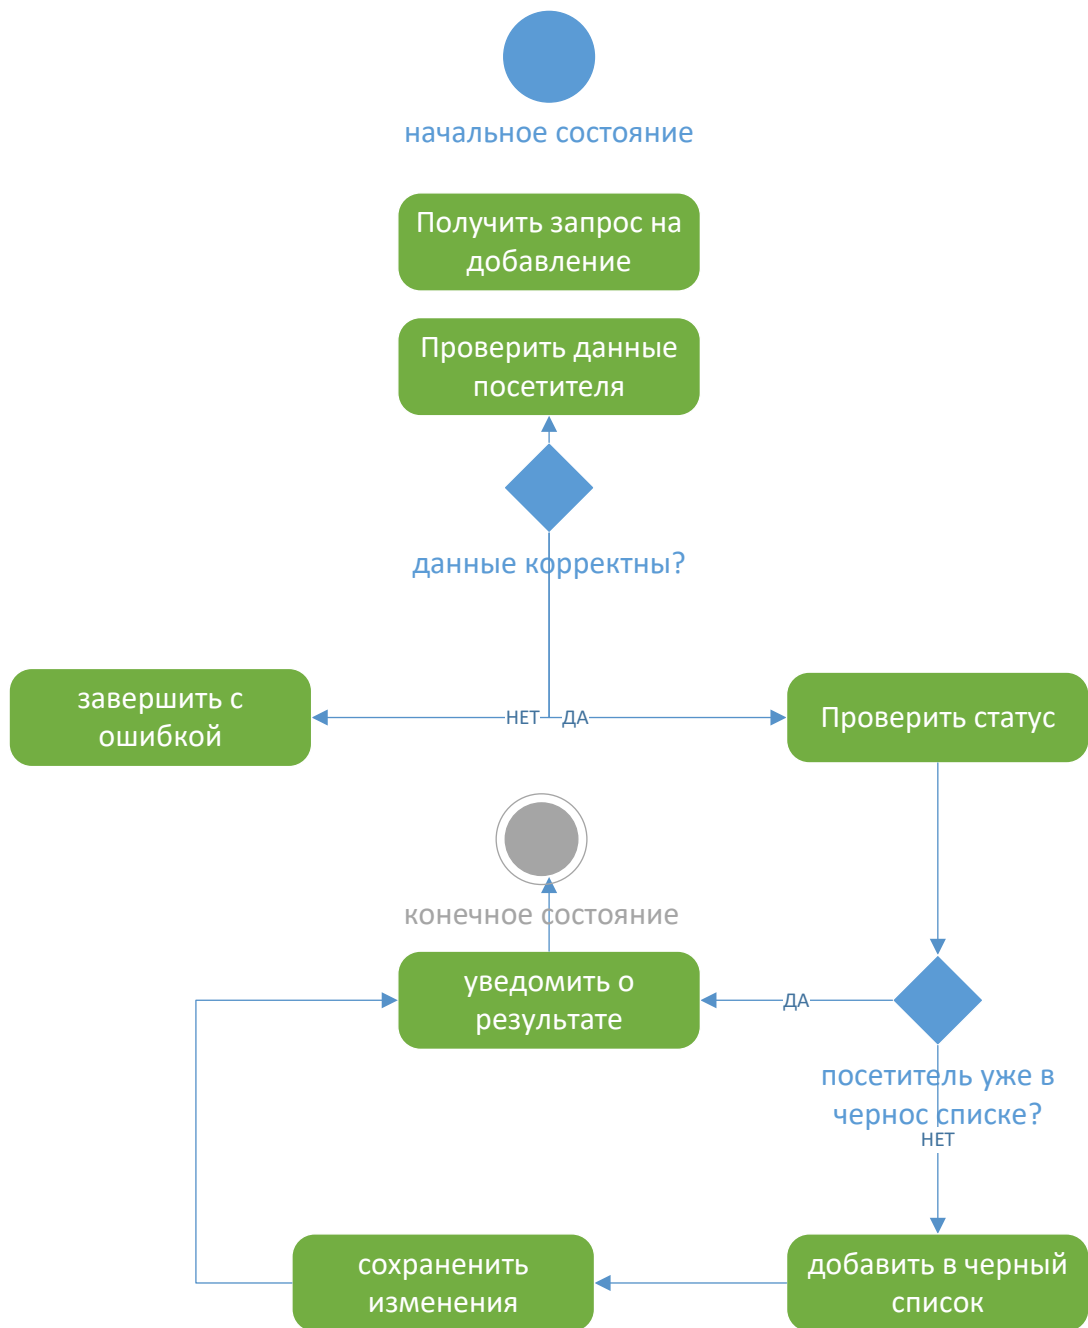 начальное состояние
Получить запрос на
добавление
Проверить данные
посетителя
данные корректны?
завершить с
ошибкой
НЕТ
ДА
Проверить статус
конечное состояние
уведомить о
результате
ДА
посетитель уже в
чернос списке?
НЕТ
сохраненить
изменения
добавить в черный
список